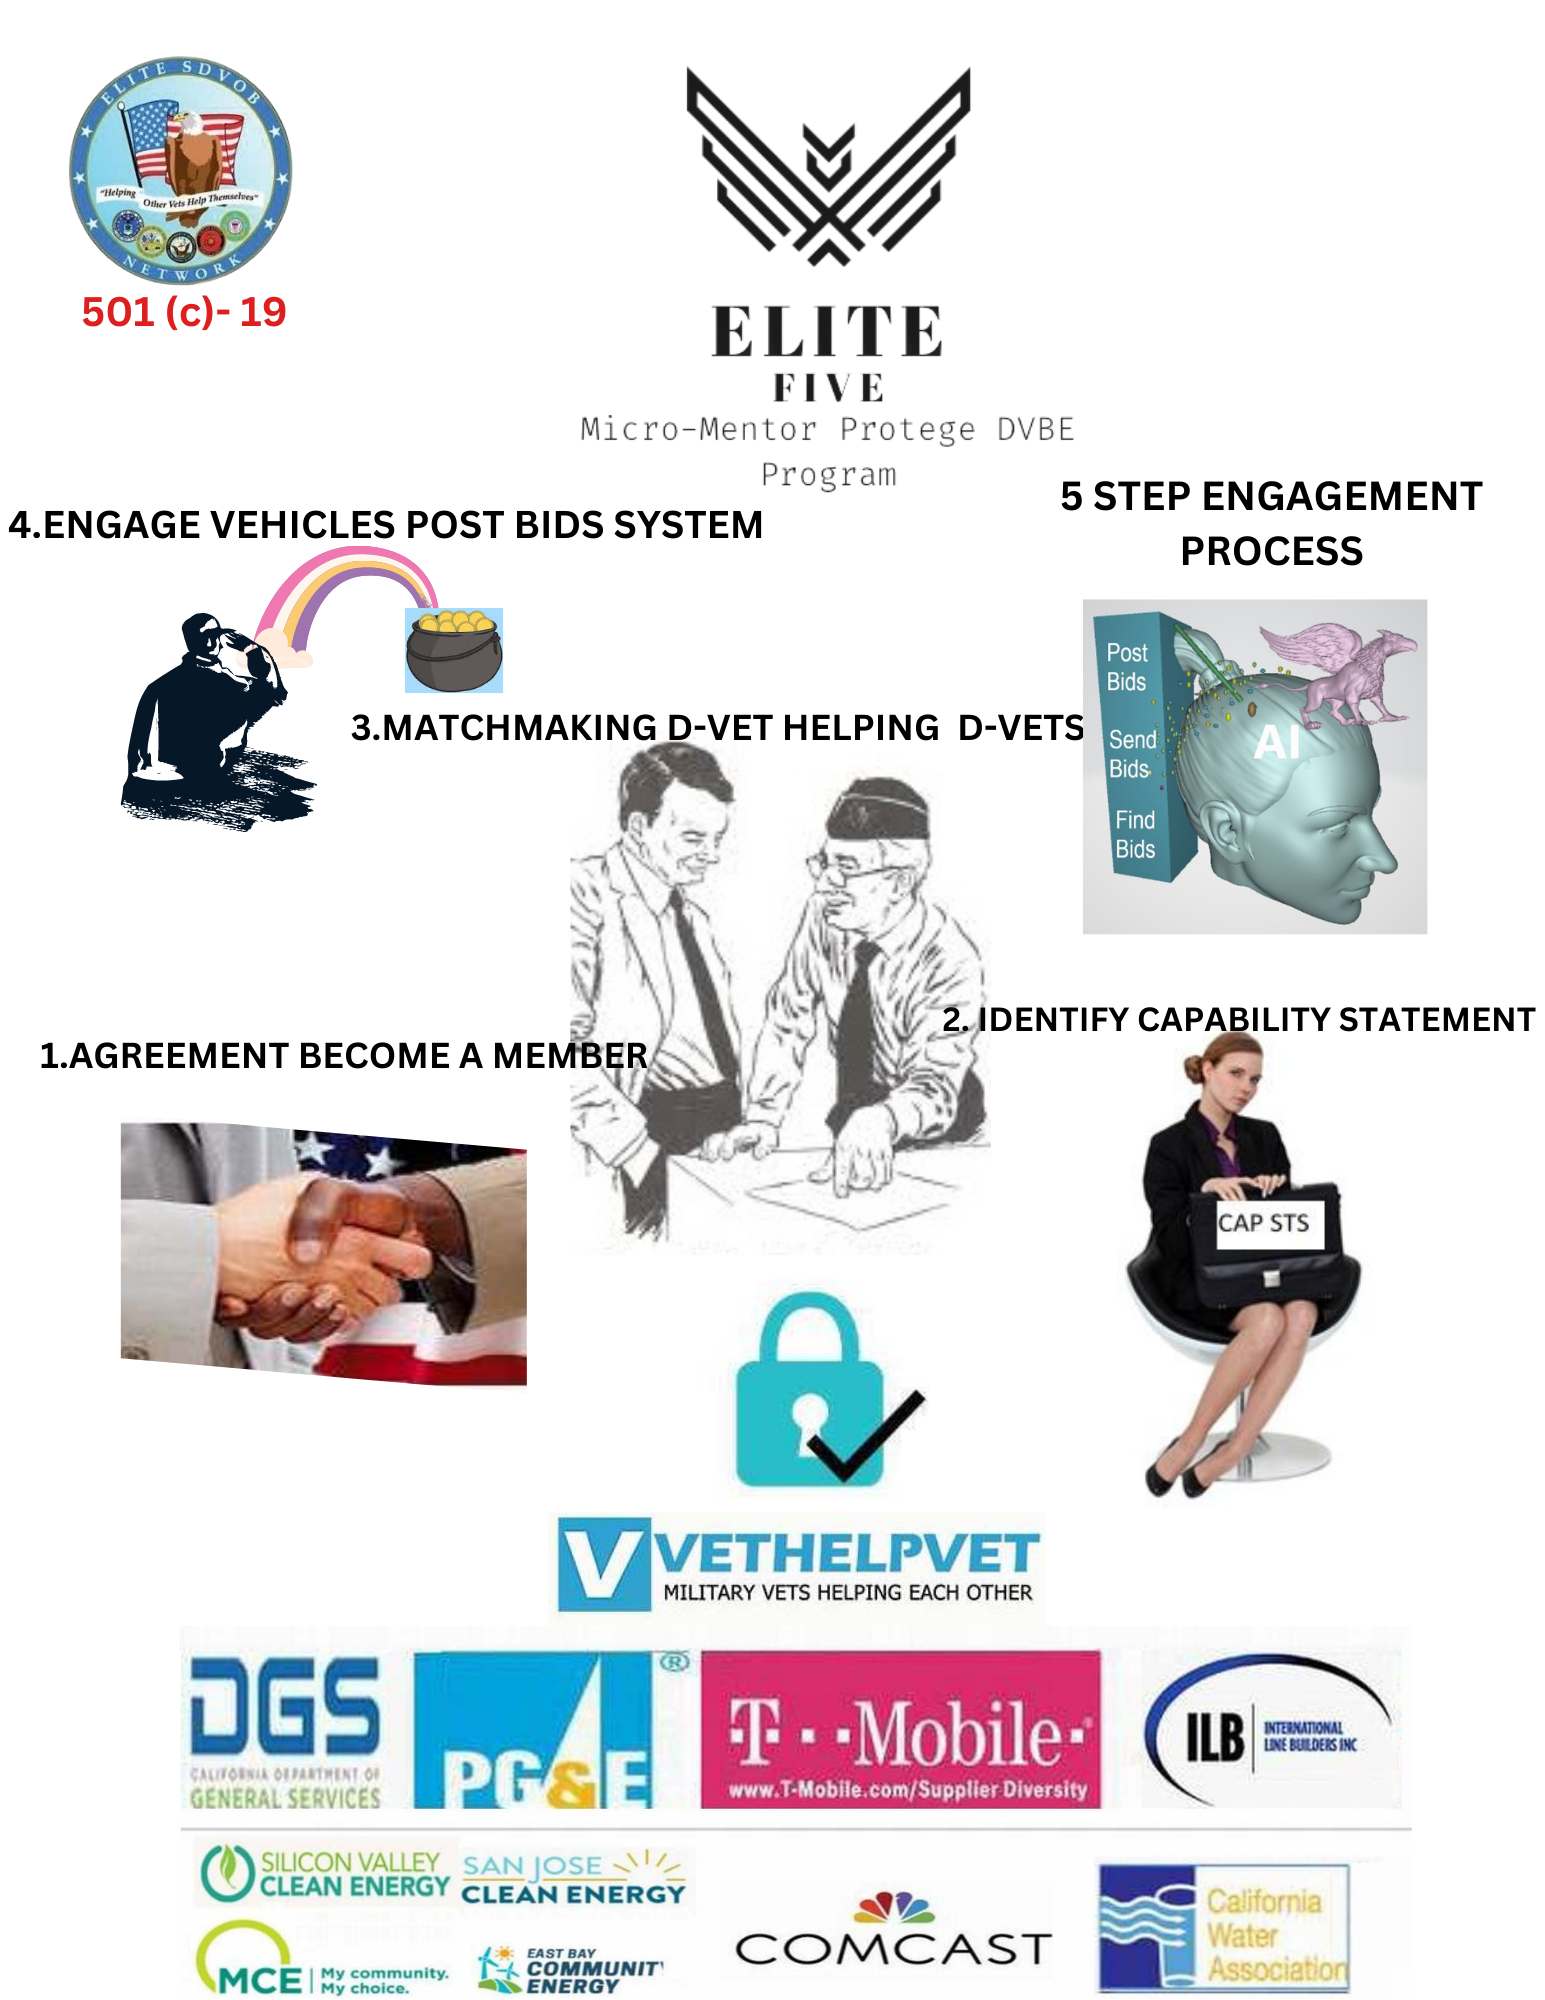 ELITE SDVOB
"Helping Other Vets Help Themselves"
NETWORK
501 (c)- 19
ELITE
FIVE
Micro-Mentor Protege DVBE
Program
5 STEP ENGAGEMENT
PROCESS
4.ENGAGE VEHICLES POST BIDS SYSTEM
Post
Bids
Send
Bids
Find
Bids
AI
3.MATCHMAKING D-VET HELPING D-VETS
2. IDENTIFY CAPABILITY STATEMENT
1.AGREEMENT BECOME A MEMBER
CAP STS
V VETHELPVET
MILITARY VETS HELPING EACH OTHER
DGS
CALIFORNIA DEPARTMENT OF
GENERAL SERVICES
PG&E ®
T··Mobile·®
www.T-Mobile.com/Supplier Diversity
ILB
INTERNATIONAL
LINE BUILDERS INC
SILICON VALLEY
CLEAN ENERGY
SAN JOSE
CLEAN ENERGY
MCE
My community.
My choice.
EAST BAY
COMMUNIT
ENERGY
COMCAST
California
Water
Association